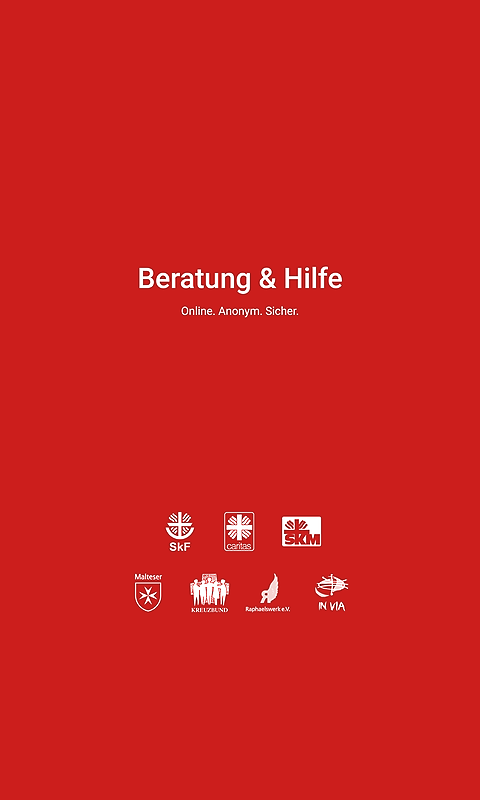 Beratung & Hilfe
Online. Anonym. Sicher.
SkF
caritas
SKM
Malteser
KREUZBUND
Raphaelswerk e.V.
IN VIA